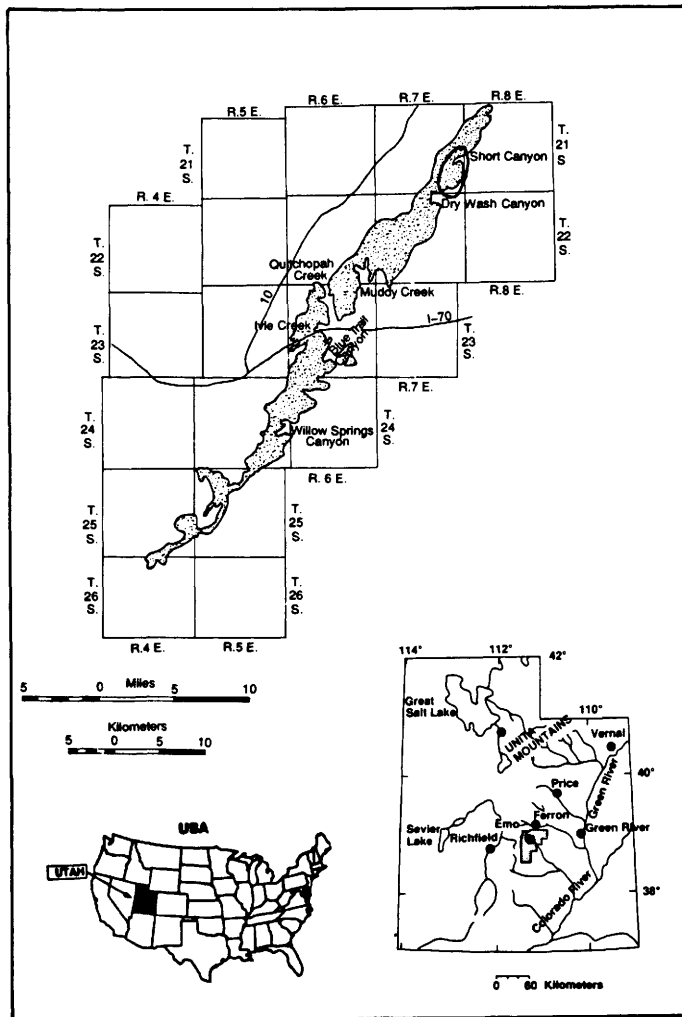 R.8 E.
R.7 E.
R.6 E.
R.5 E.
T.
21
S.
T.
21
S
Short Canyon
R. 4 E.
Dry Wash Canyon
T.
22
S.
T.
22
S.
Quitchopah
Creek
Muddy Creek
R.8 E.
10
Ivie Creek
I-70
Blue Trail
Canyon
T.
23
S.
T.
23
S.
R.7 E.
T.
24
S.
Willow Springs
Canyon
T.
24
S.
R. 6 E.
T.
25
S.
T.
25
S.
T.
26
S.
T.
26
S.
R.4 E.
R.5 E.
5 0 5 10
Miles
Kilometers
5 0 5 10
USA
UTAH
114° 112° 42°
110°
Great
Salt Lake
UNITA
MOUNTAINS
Vernal
40°
Price
Green River
Ferron
Emo
Sevier
Lake
Richfield
Green River
38°
Colorado River
0 60 Kilometers